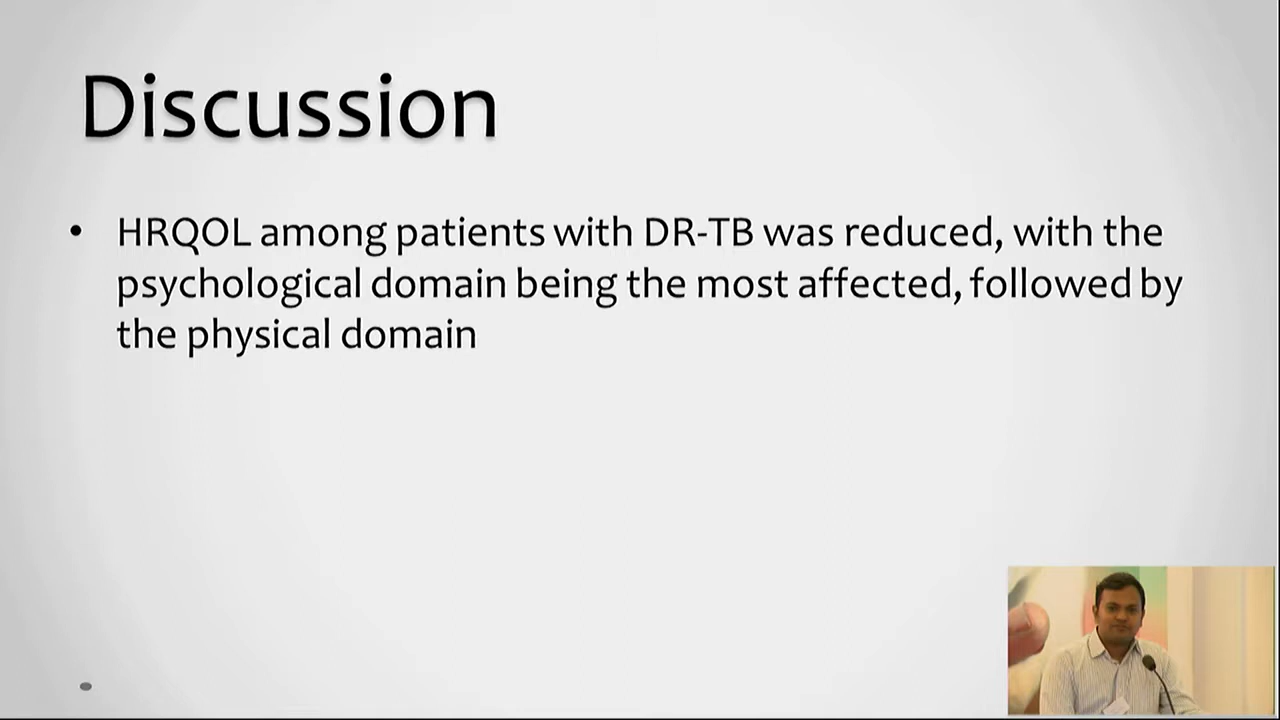 Discussion
• HRQOL among patients with DR-TB was reduced, with the
psychological domain being the most affected, followed by
the physical domain